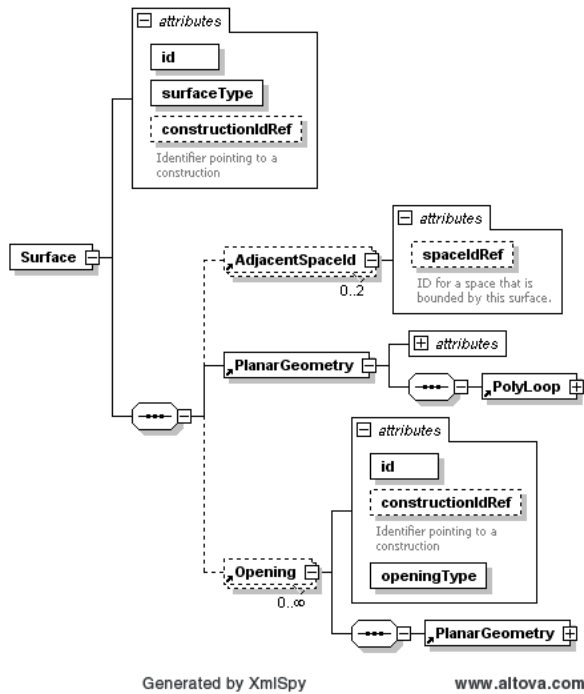 attributes
id
surfaceType
constructionIdRef
Identifier pointing to a
construction
Surface
attributes
AdjacentSpaceId
0..2
spaceIdRef
ID for a space that is
bounded by this surface.
attributes
PlanarGeometry
PolyLoop
attributes
id
constructionIdRef
Identifier pointing to a
construction
openingType
Opening
0..∞
PlanarGeometry
Generated by XmlSpy www.altova.com